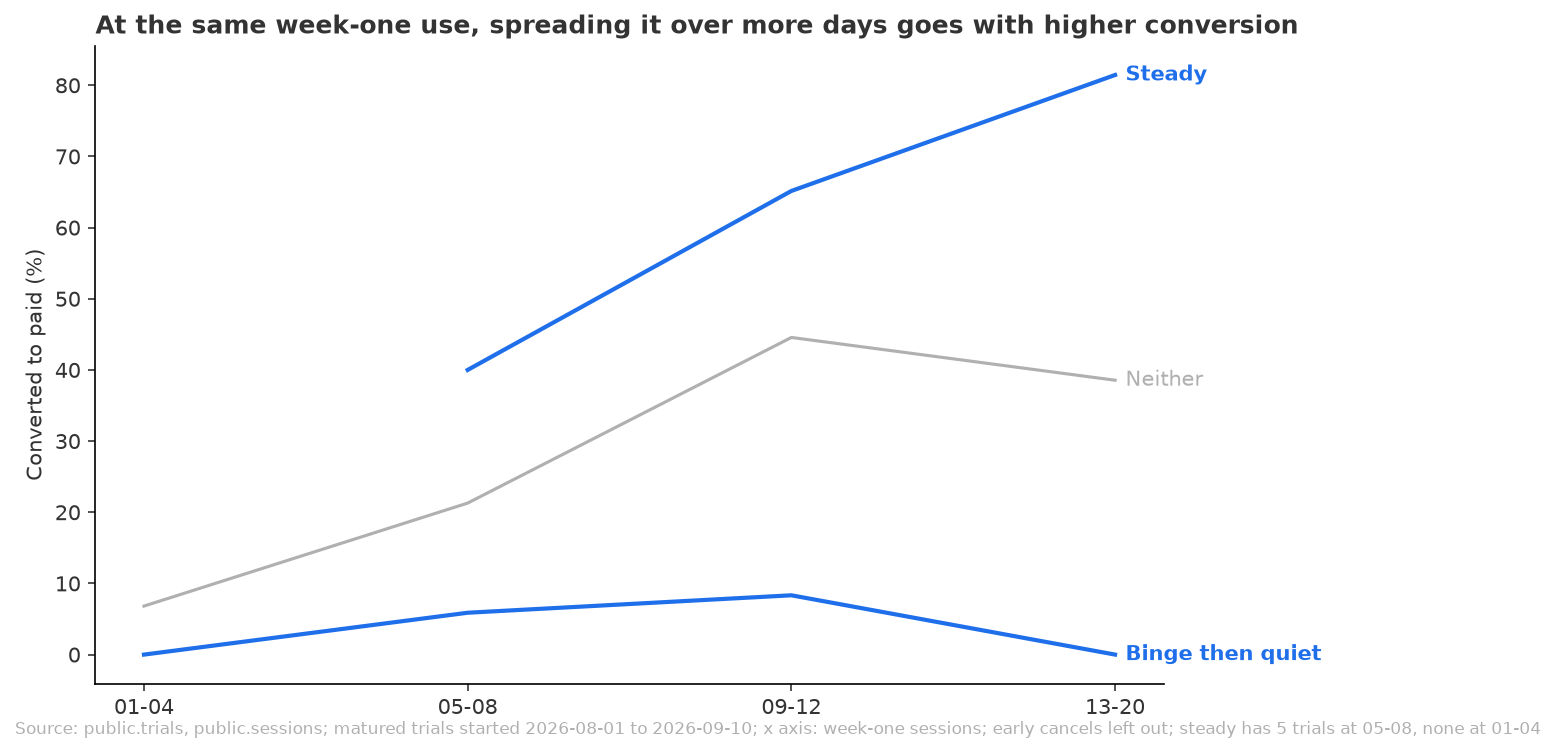 At the same week-one use, spreading it over more days goes with higher conversion
Converted to paid (%)
80
70
60
50
40
30
20
10
0
Steady
Neither
Binge then quiet
01-04
05-08
09-12
13-20
Source: public.trials, public.sessions; matured trials started 2026-08-01 to 2026-09-10; x axis: week-one sessions; early cancels left out; steady has 5 trials at 05-08, none at 01-04